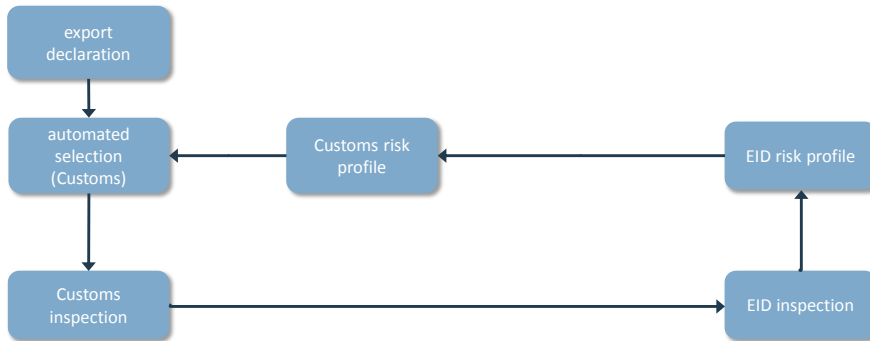 export
declaration
automated
selection
(Customs)
Customs risk
profile
EID risk profile
Customs
inspection
EID inspection